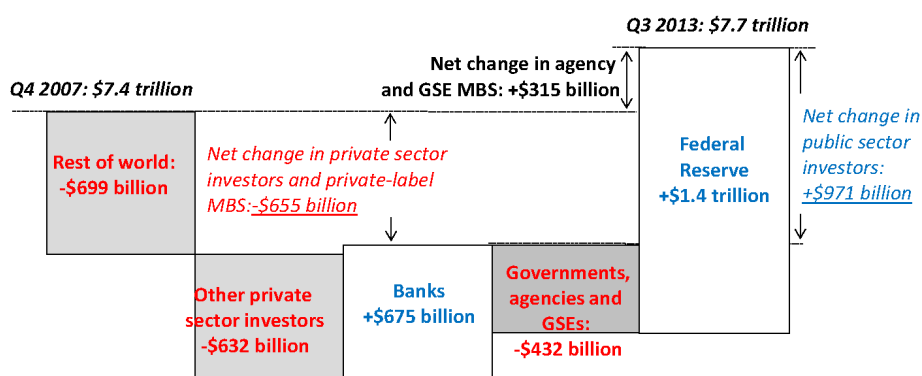 Q3 2013: $7.7 trillion
Net change in agency
and GSE MBS: +$315 billion
Q4 2007: $7.4 trillion
Rest of world:
-$699 billion
Net change in private sector
investors and private-label
MBS:-$655 billion
Federal
Reserve
+$1.4 trillion
Net change in
public sector
investors:
+$971 billion
Other private
sector investors
-$632 billion
Banks
+$675 billion
Governments,
agencies and
GSEs:
-$432 billion